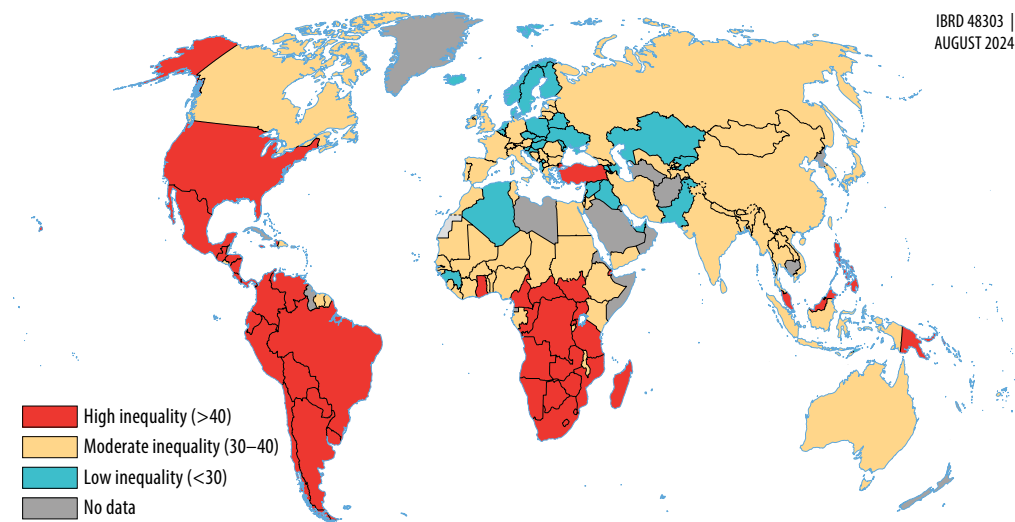 IBRD 48303 |
AUGUST 2024
High inequality (>40)
Moderate inequality (30–40)
Low inequality (<30)
No data